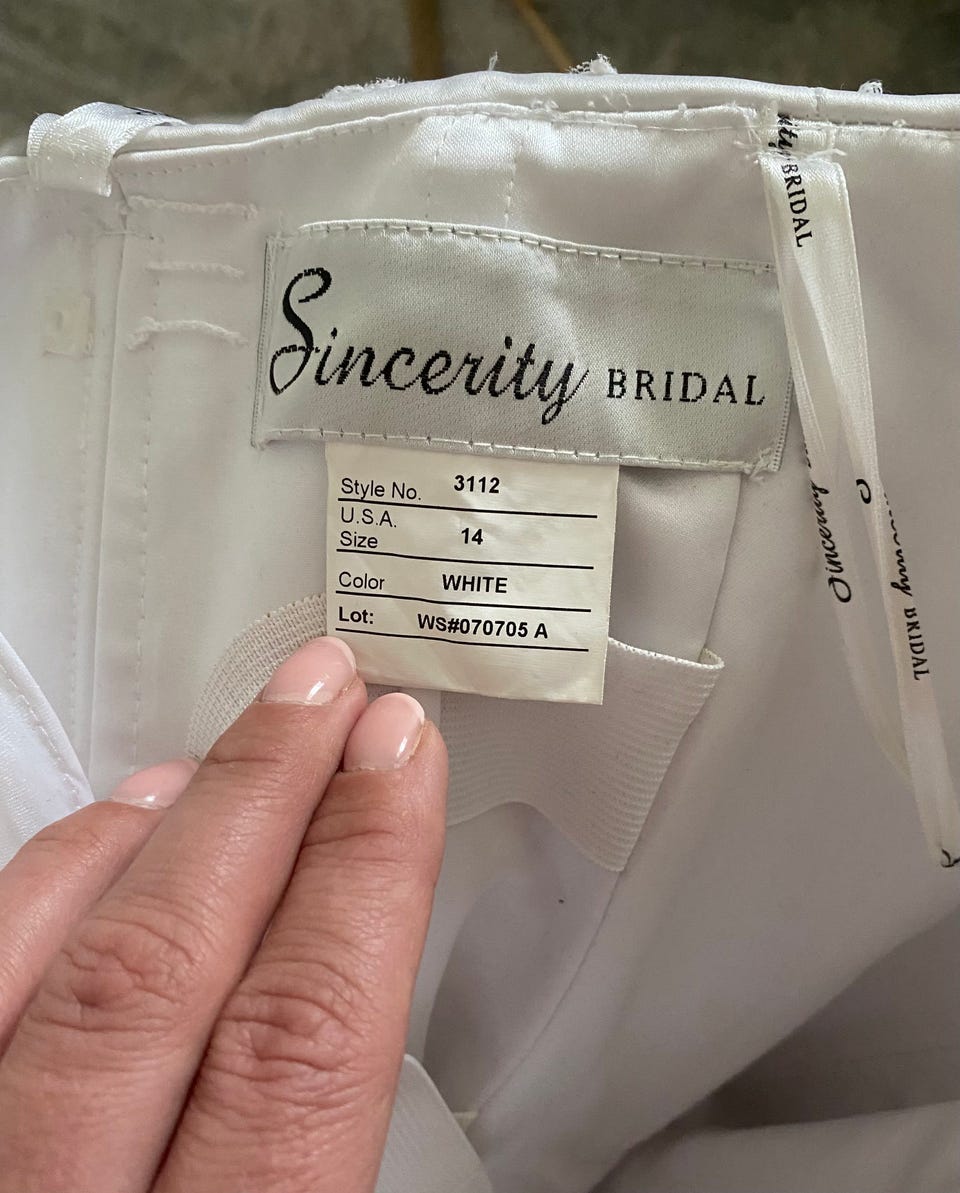 Sincerity BRIDAL
Style No. 3112
U.S.A.
Size 14
Color WHITE
Lot: WS#070705 A
BRIDAL
Sincerity
BRIDAL